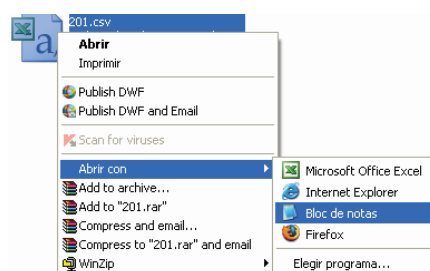 201.csv
Abrir
Imprimir
Publish DWF
Publish DWF and Email
Scan for viruses
Abrir con
Add to archive...
Add to "201.rar"
Compress and email...
Compress to "201.rar" and email
WinZip
Microsoft Office Excel
Internet Explorer
Bloc de notas
Firefox
Elegir programa...